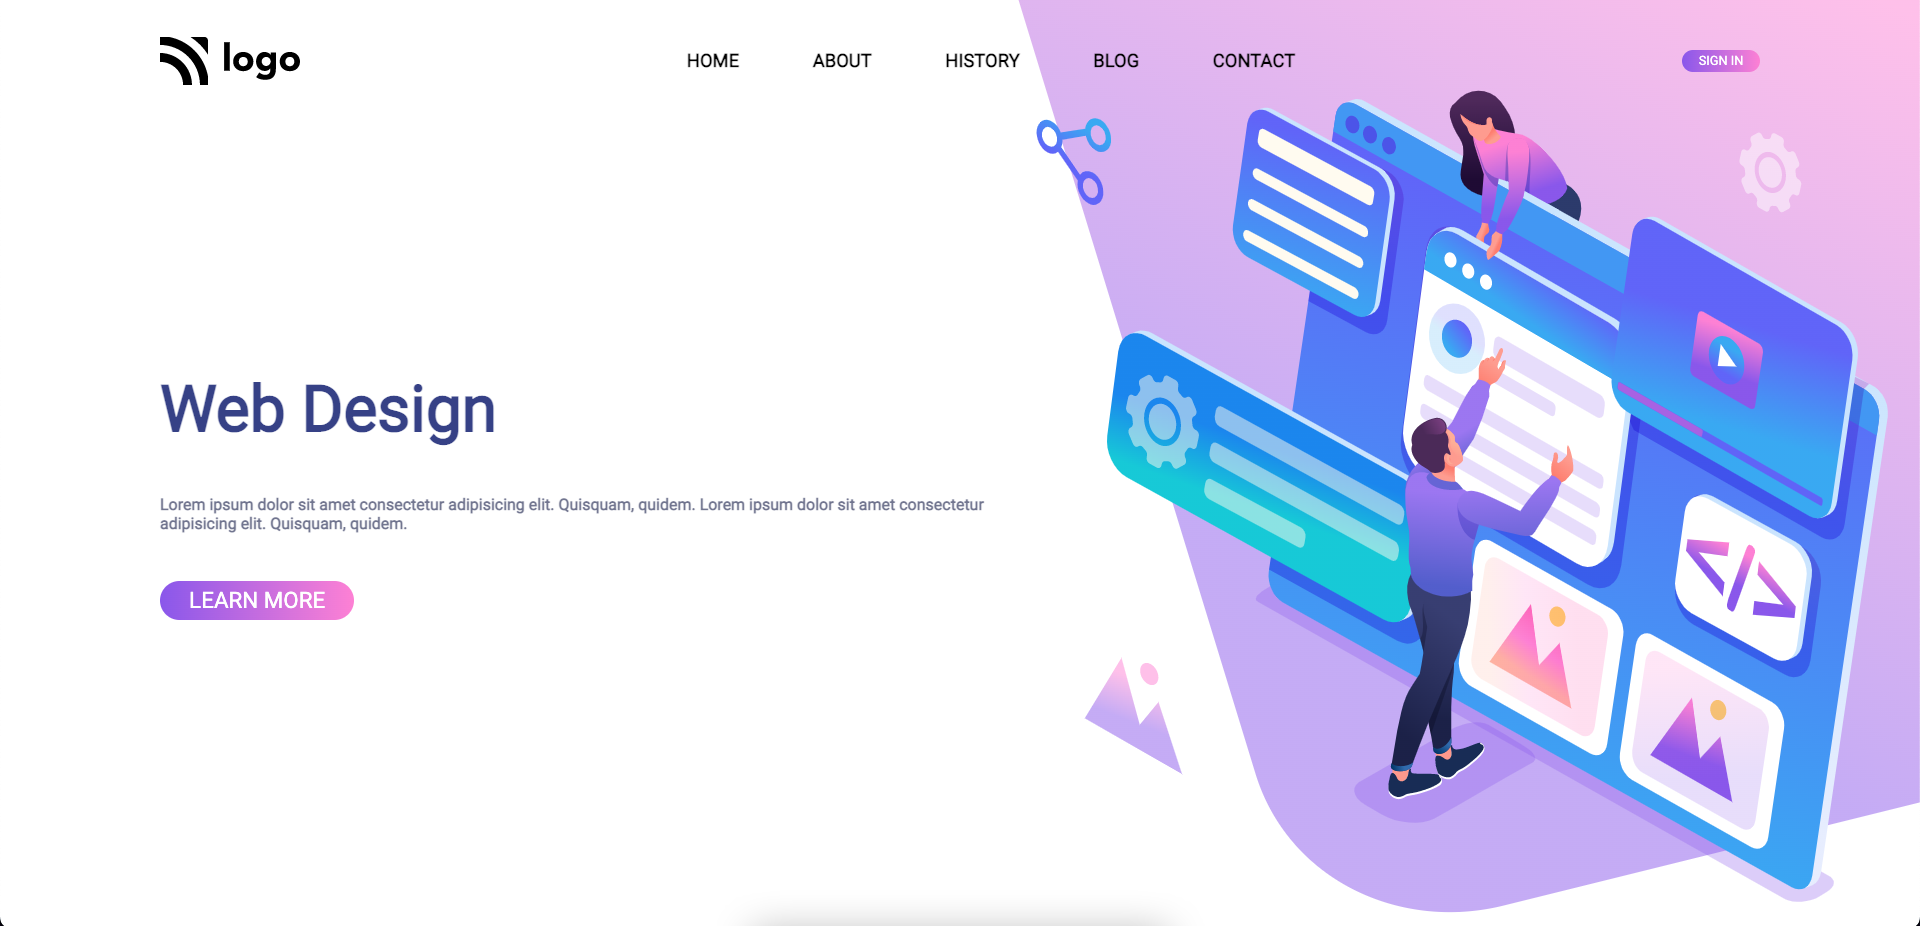 logo
HOME
ABOUT
HISTORY
BLOG
CONTACT
SIGN IN
Web Design
Lorem ipsum dolor sit amet consectetur adipisicing elit. Quisquam, quidem. Lorem ipsum dolor sit amet consectetur
adipisicing elit. Quisquam, quidem.
LEARN MORE
</>